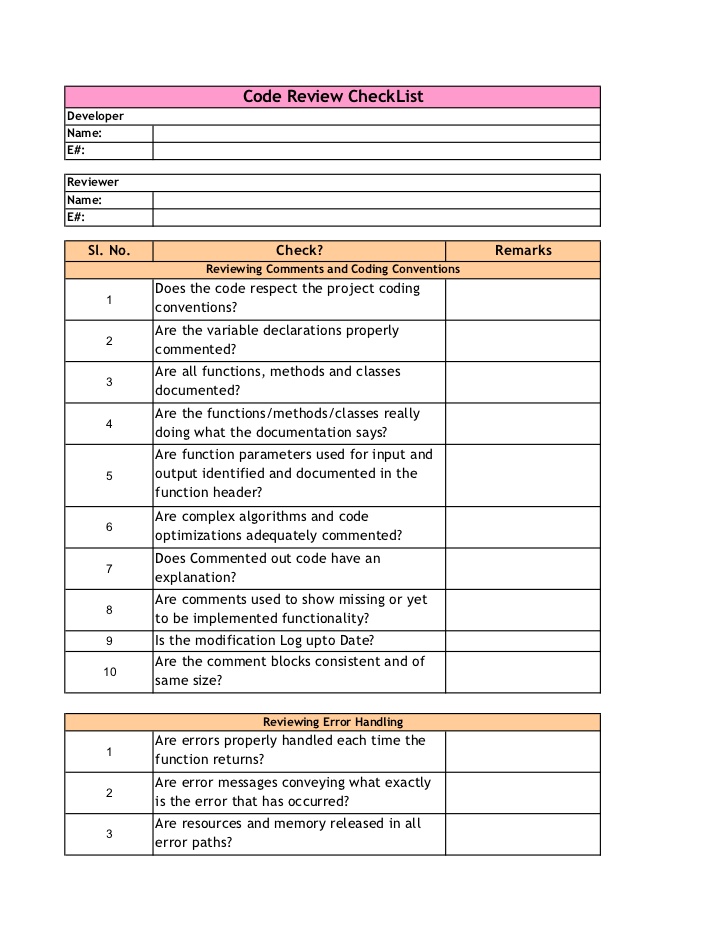 Code Review CheckList
Developer
Name:
E#:
Reviewer
Name:
E#:
Sl. No. Check? Remarks
Reviewing Comments and Coding Conventions
1 Does the code respect the project coding
conventions?
2 Are the variable declarations properly
commented?
3 Are all functions, methods and classes
documented?
4 Are the functions/methods/classes really
doing what the documentation says?
5 Are function parameters used for input and
output identified and documented in the
function header?
6 Are complex algorithms and code
optimizations adequately commented?
7 Does Commented out code have an
explanation?
8 Are comments used to show missing or yet
to be implemented functionality?
9 Is the modification Log upto Date?
10 Are the comment blocks consistent and of
same size?
Reviewing Error Handling
1 Are errors properly handled each time the
function returns?
2 Are error messages conveying what exactly
is the error that has occurred?
3 Are resources and memory released in all
error paths?